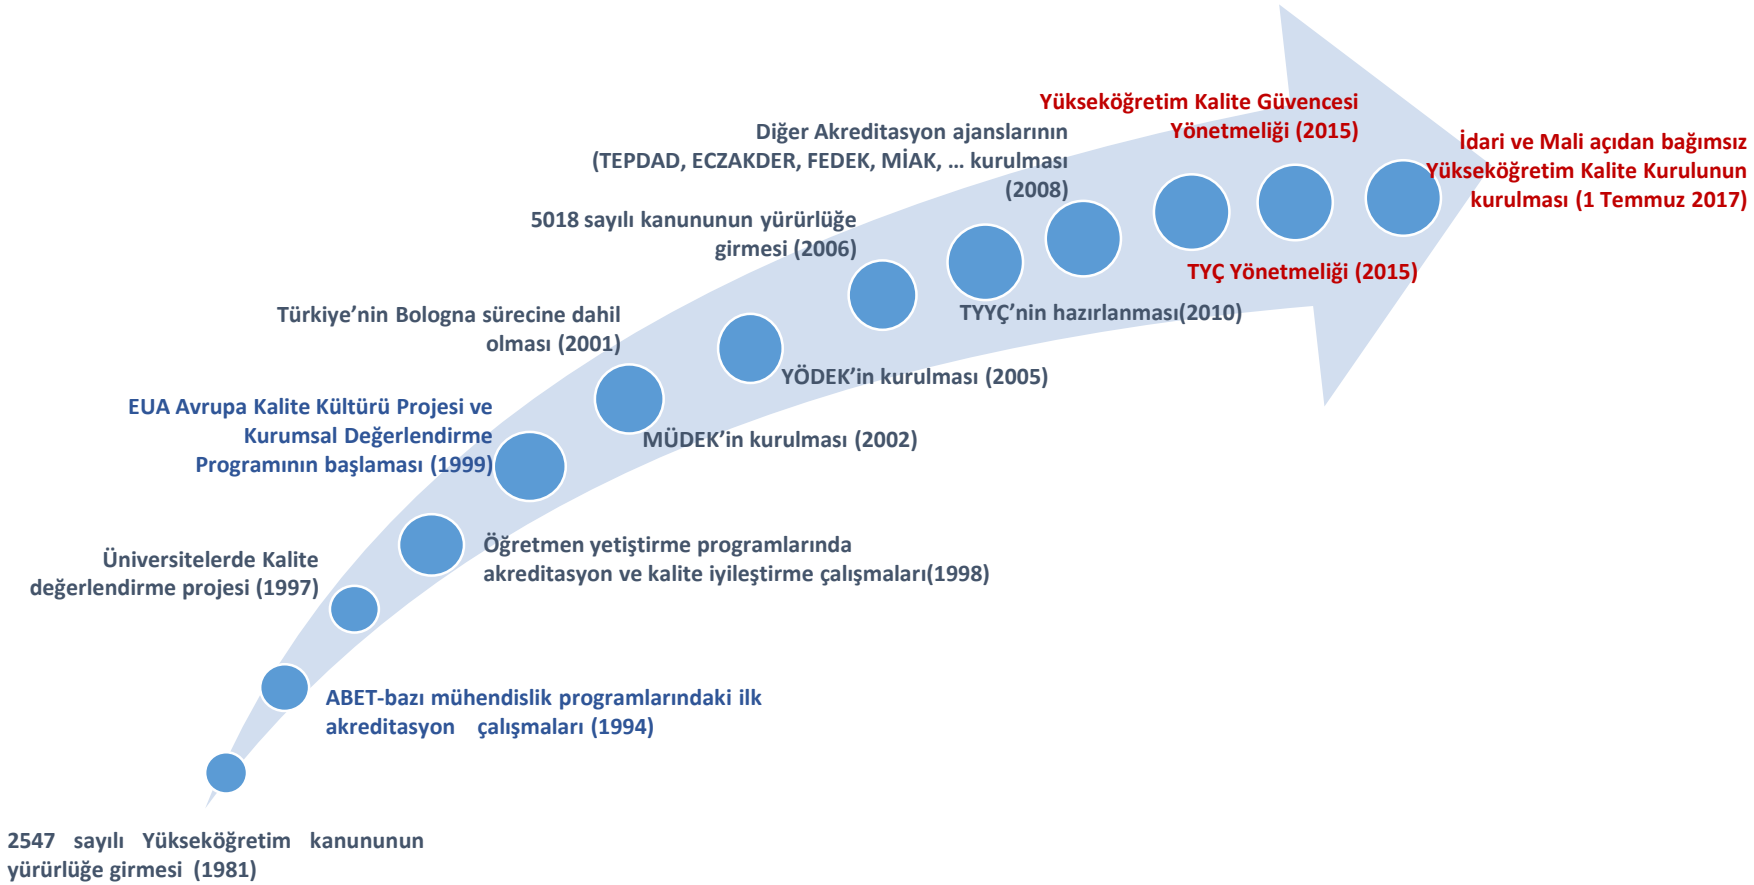 Yükseköğretim Kalite Güvencesi
Yönetmeliği (2015)
Diğer Akreditasyon ajanslarının
(TEPDAD, ECZAKDER, FEDEK, MİAK, ... kurulması
(2008)
İdari ve Mali açıdan bağımsız
Yükseköğretim Kalite Kurulunun
kurulması (1 Temmuz 2017)
5018 sayılı kanununun yürürlüğe
girmesi (2006)
TYÇ Yönetmeliği (2015)
Türkiye’nin Bologna sürecine dahil
olması (2001)
TYYÇ’nin hazırlanması(2010)
YÖDEK’in kurulması (2005)
EUA Avrupa Kalite Kültürü Projesi ve
Kurumsal Değerlendirme
Programının başlaması (1999)
MÜDEK’in kurulması (2002)
Üniversitelerde Kalite
değerlendirme projesi (1997)
Öğretmen yetiştirme programlarında
akreditasyon ve kalite iyileştirme çalışmaları(1998)
ABET-bazı mühendislik programlarındaki ilk
akreditasyon çalışmaları (1994)
2547 sayılı Yükseköğretim kanununun
yürürlüğe girmesi (1981)